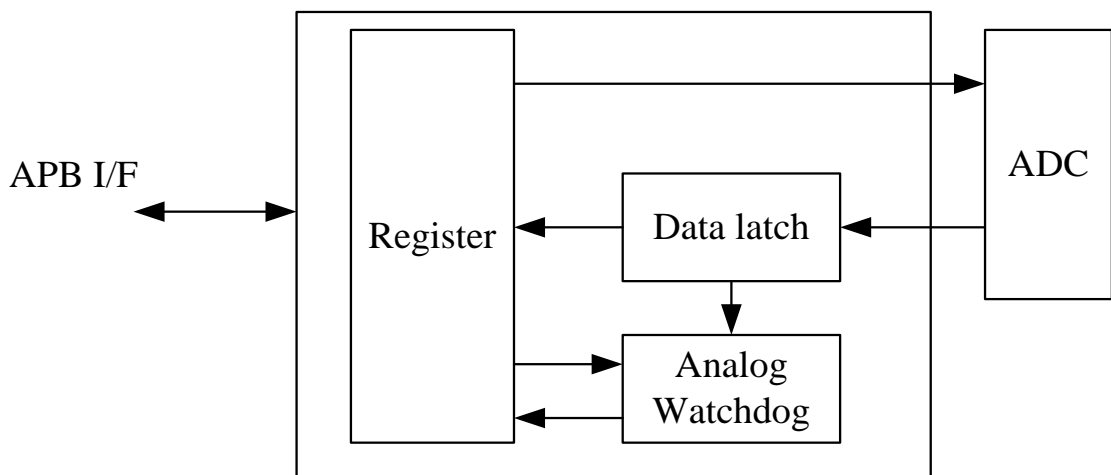 APB I/F
Register
Data latch
Analog
Watchdog
ADC